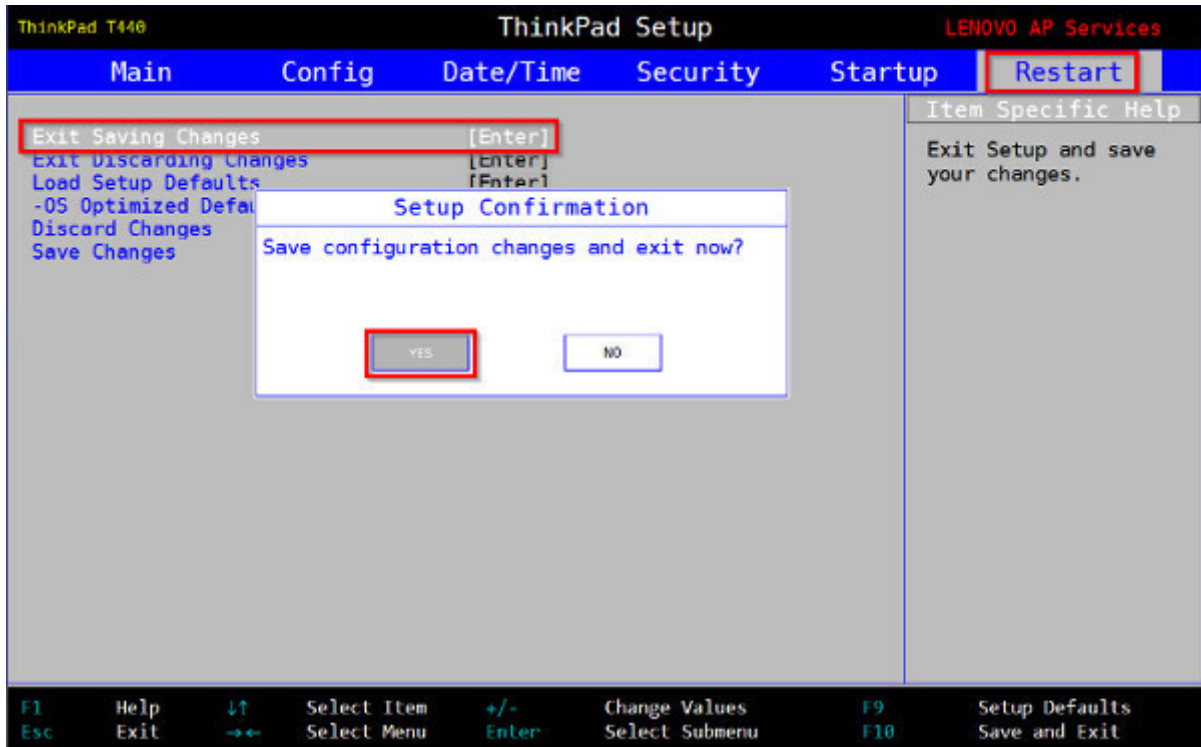 ThinkPad T440 ThinkPad Setup LENOVO AP Services
Main Config Date/Time Security Startup Restart
Item Specific Help
Exit Saving Changes [Enter]
Exit Discarding Changes [Enter]
Load Setup Defaults [Enter]
-OS Optimized Defau
Discard Changes
Save Changes
Exit Setup and save
your changes.
Setup Confirmation
Save configuration changes and exit now?
YES NO
F1 Help ↓↑ Select Item +/- Change Values F9 Setup Defaults
Esc Exit →← Select Menu Enter Select Submenu F10 Save and Exit